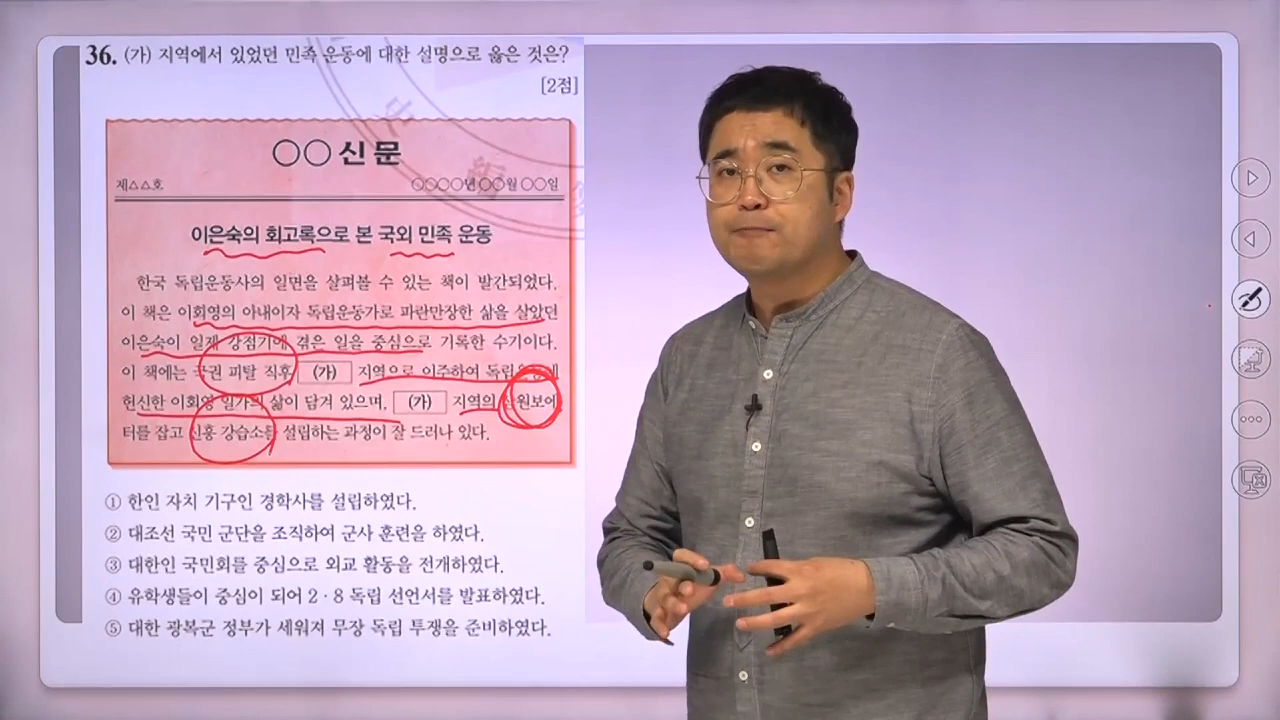 36. (가) 지역에서 있었던 민족 운동에 대한 설명으로 옳은 것은?
[2점]
○○신문
제△△호
○○○○년 ○○월 ○○일
이은숙의 회고록으로 본 국외 민족 운동
한국 독립운동사의 일면을 살펴볼 수 있는 책이 발간되었다.
이 책은 이회영의 아내이자 독립운동가로 파란만장한 삶을 살았던
이은숙이 일제 강점기에 겪은 일을 중심으로 기록한 수기이다.
이 책에는 국권 피탈 직후 (가) 지역으로 이주하여 독립운동에
헌신한 이회영 일가의 삶이 담겨 있으며, (가) 지역의 삼원보에
터를 잡고 신흥 강습소를 설립하는 과정이 잘 드러나 있다.
① 한인 자치 기구인 경학사를 설립하였다.
② 대조선 국민 군단을 조직하여 군사 훈련을 하였다.
③ 대한인 국민회를 중심으로 외교 활동을 전개하였다.
④ 유학생들이 중심이 되어 2·8 독립 선언서를 발표하였다.
⑤ 대한 광복군 정부가 세워져 무장 독립 투쟁을 준비하였다.